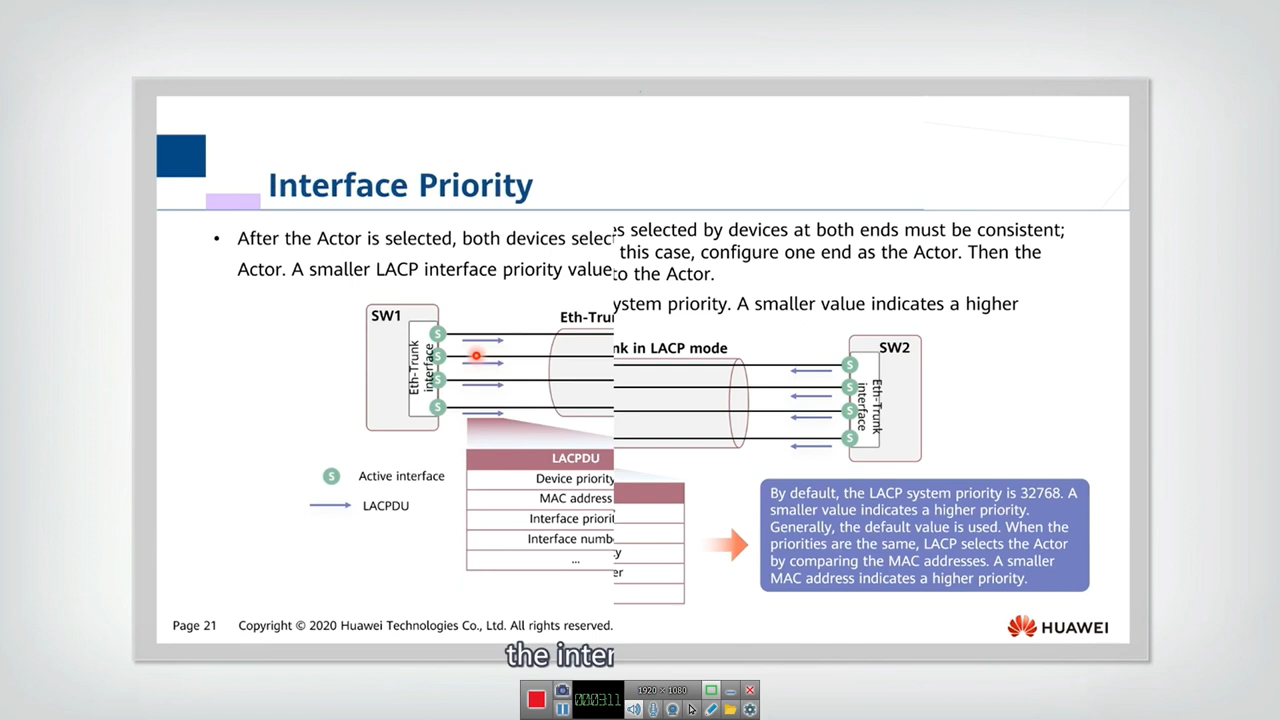 Interface Priority
• After the Actor is selected, both devices selec
Actor. A smaller LACP interface priority value
s selected by devices at both ends must be consistent;
this case, configure one end as the Actor. Then the
to the Actor.
ystem priority. A smaller value indicates a higher
SW1
Eth-Trunk
interface
S
S
S
S
Eth-Tru
nk in LACP mode
SW2
Eth-Trunk
interface
S
S
S
S
S Active interface
LACPDU
LACPDU
Device priority
MAC address
Interface priori
Interface numb
...
y
er
By default, the LACP system priority is 32768. A
smaller value indicates a higher priority.
Generally, the default value is used. When the
priorities are the same, LACP selects the Actor
by comparing the MAC addresses. A smaller
MAC address indicates a higher priority.
Page 21 Copyright © 2020 Huawei Technologies Co., Ltd. All rights reserved.
HUAWEI
the inter
1920 × 1080
000311